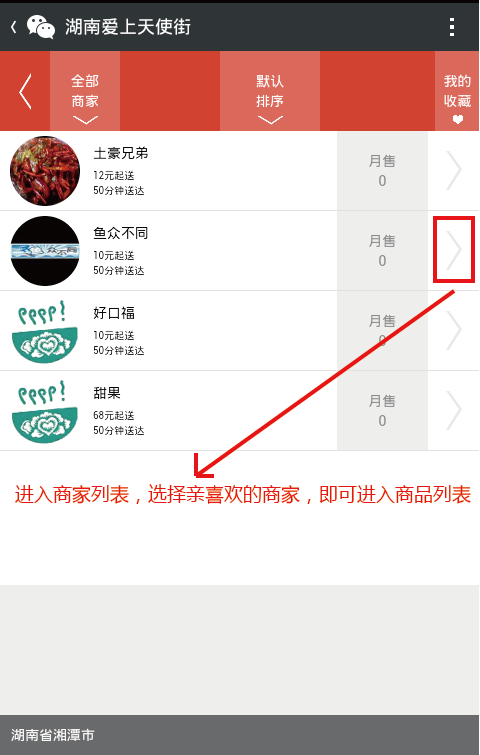 湖南爱上天使街
全部
商家
默认
排序
我的
收藏
土豪兄弟
12元起送
50分钟送达
月售
0
鱼众不同
10元起送
50分钟送达
月售
0
好口福
10元起送
50分钟送达
月售
0
甜果
68元起送
50分钟送达
月售
0
进入商家列表，选择亲喜欢的商家，即可进入商品列表
湖南省湘潭市